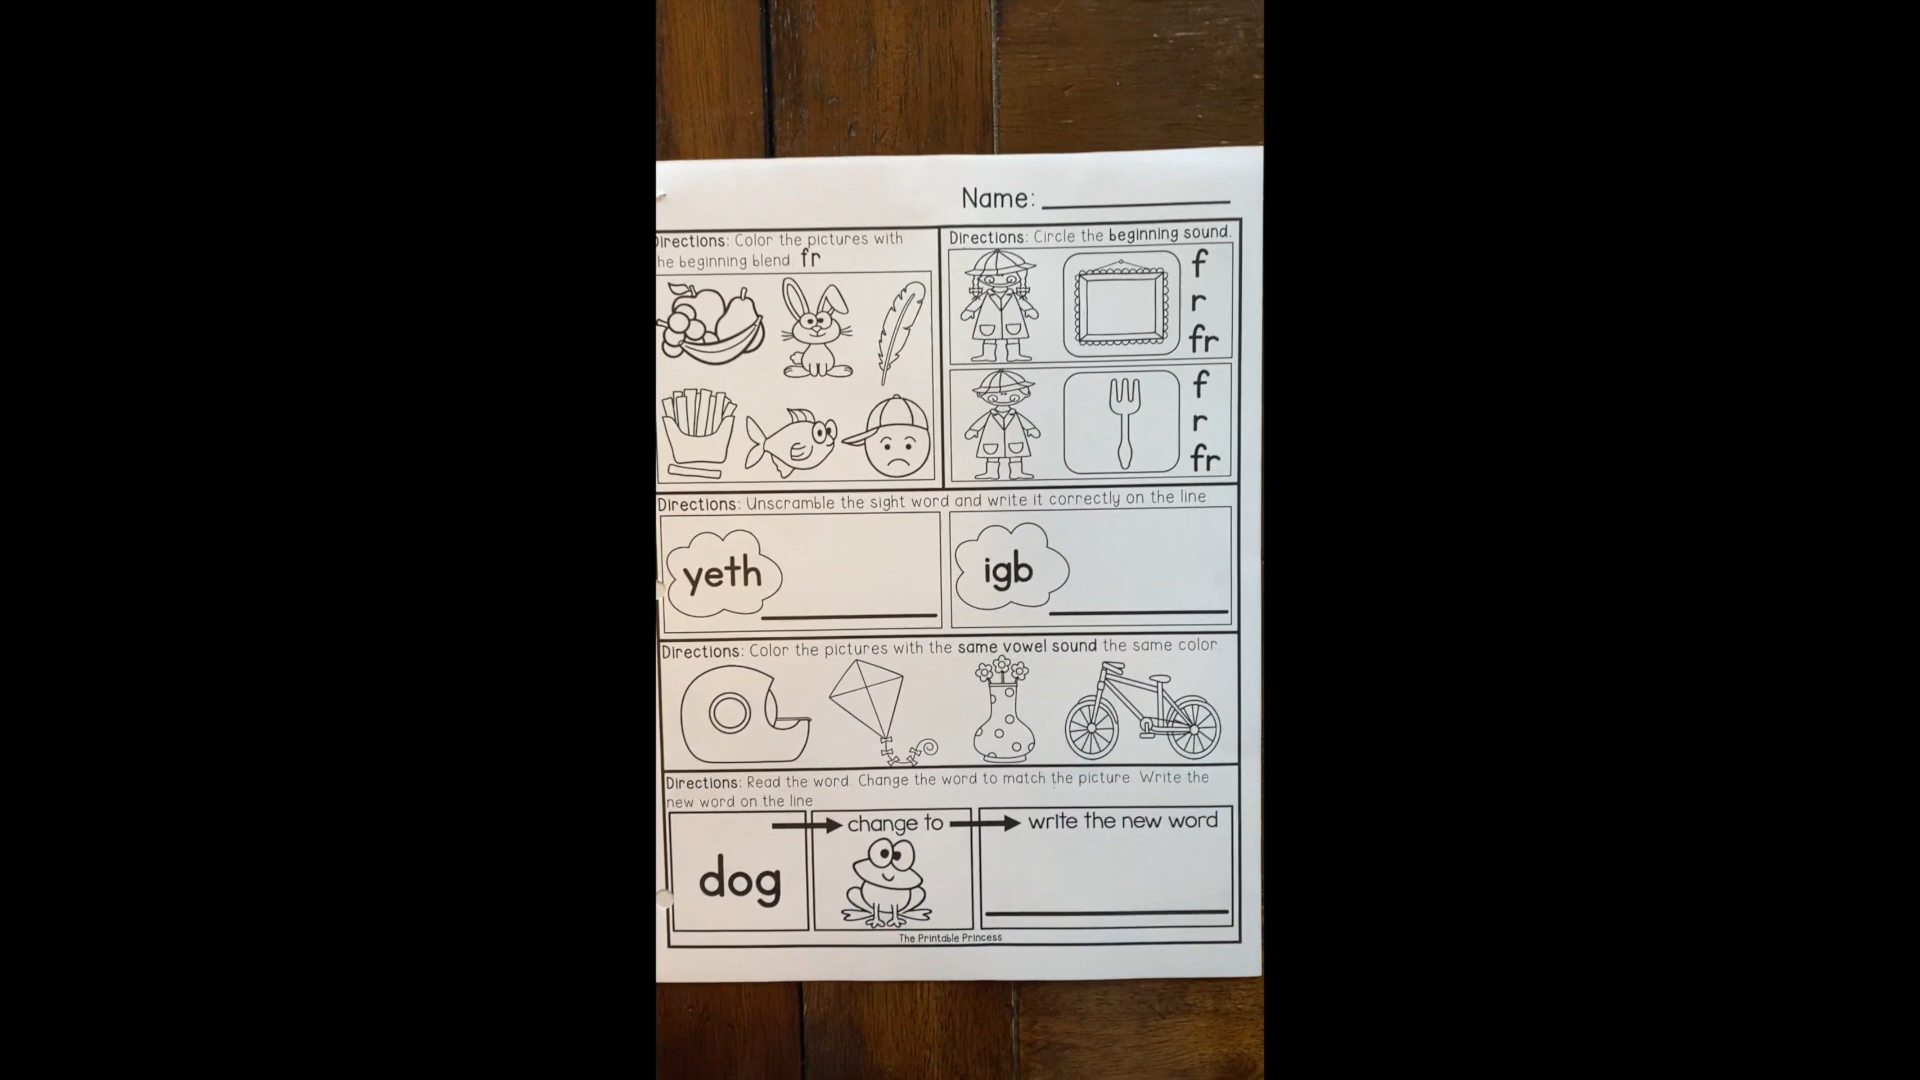 Name:
Directions: Color the pictures with
he beginning blend. fr
Directions: Circle the beginning sound.
f
r
fr
f
r
fr
Directions: Unscramble the sight word and write it correctly on the line.
yeth
igb
Directions: Color the pictures with the same vowel sound the same color.
Directions: Read the word. Change the word to match the picture. Write the
new word on the line.
dog
change to
write the new word
The Printable Princess